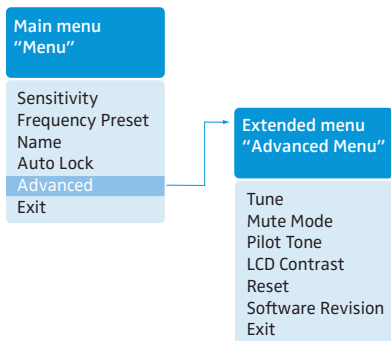 Main menu
“Menu”
Sensitivity
Frequency Preset
Name
Auto Lock
Advanced
Exit
Extended menu
“Advanced Menu”
Tune
Mute Mode
Pilot Tone
LCD Contrast
Reset
Software Revision
Exit